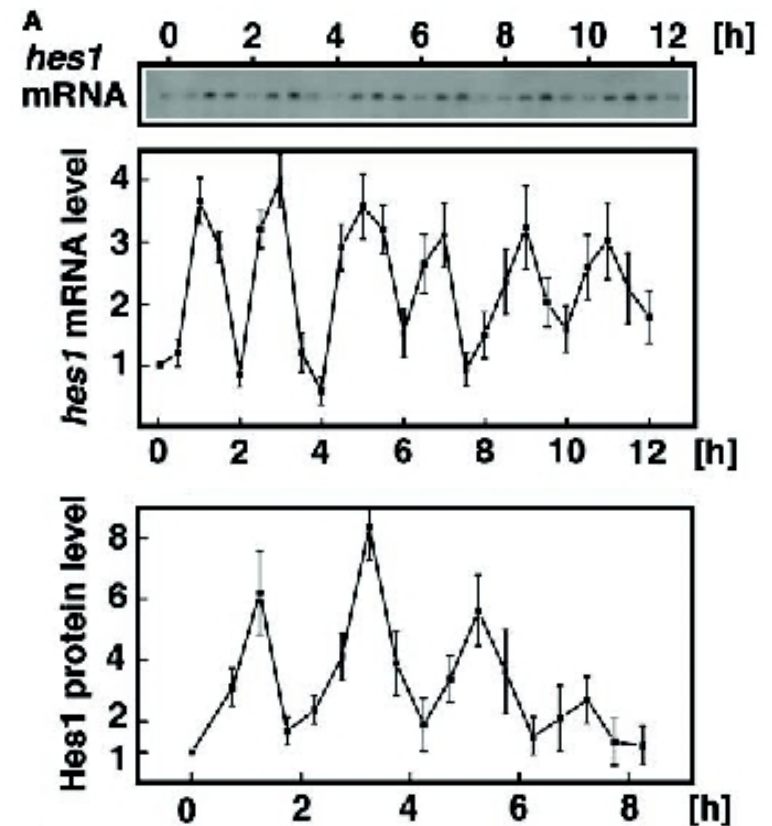 A
0 2 4 6 8 10 12 [h]
hes1
mRNA
hes1 mRNA level
4
3
2
1
0 2 4 6 8 10 12 [h]
Hes1 protein level
8
6
4
2
1
0 2 4 6 8 [h]